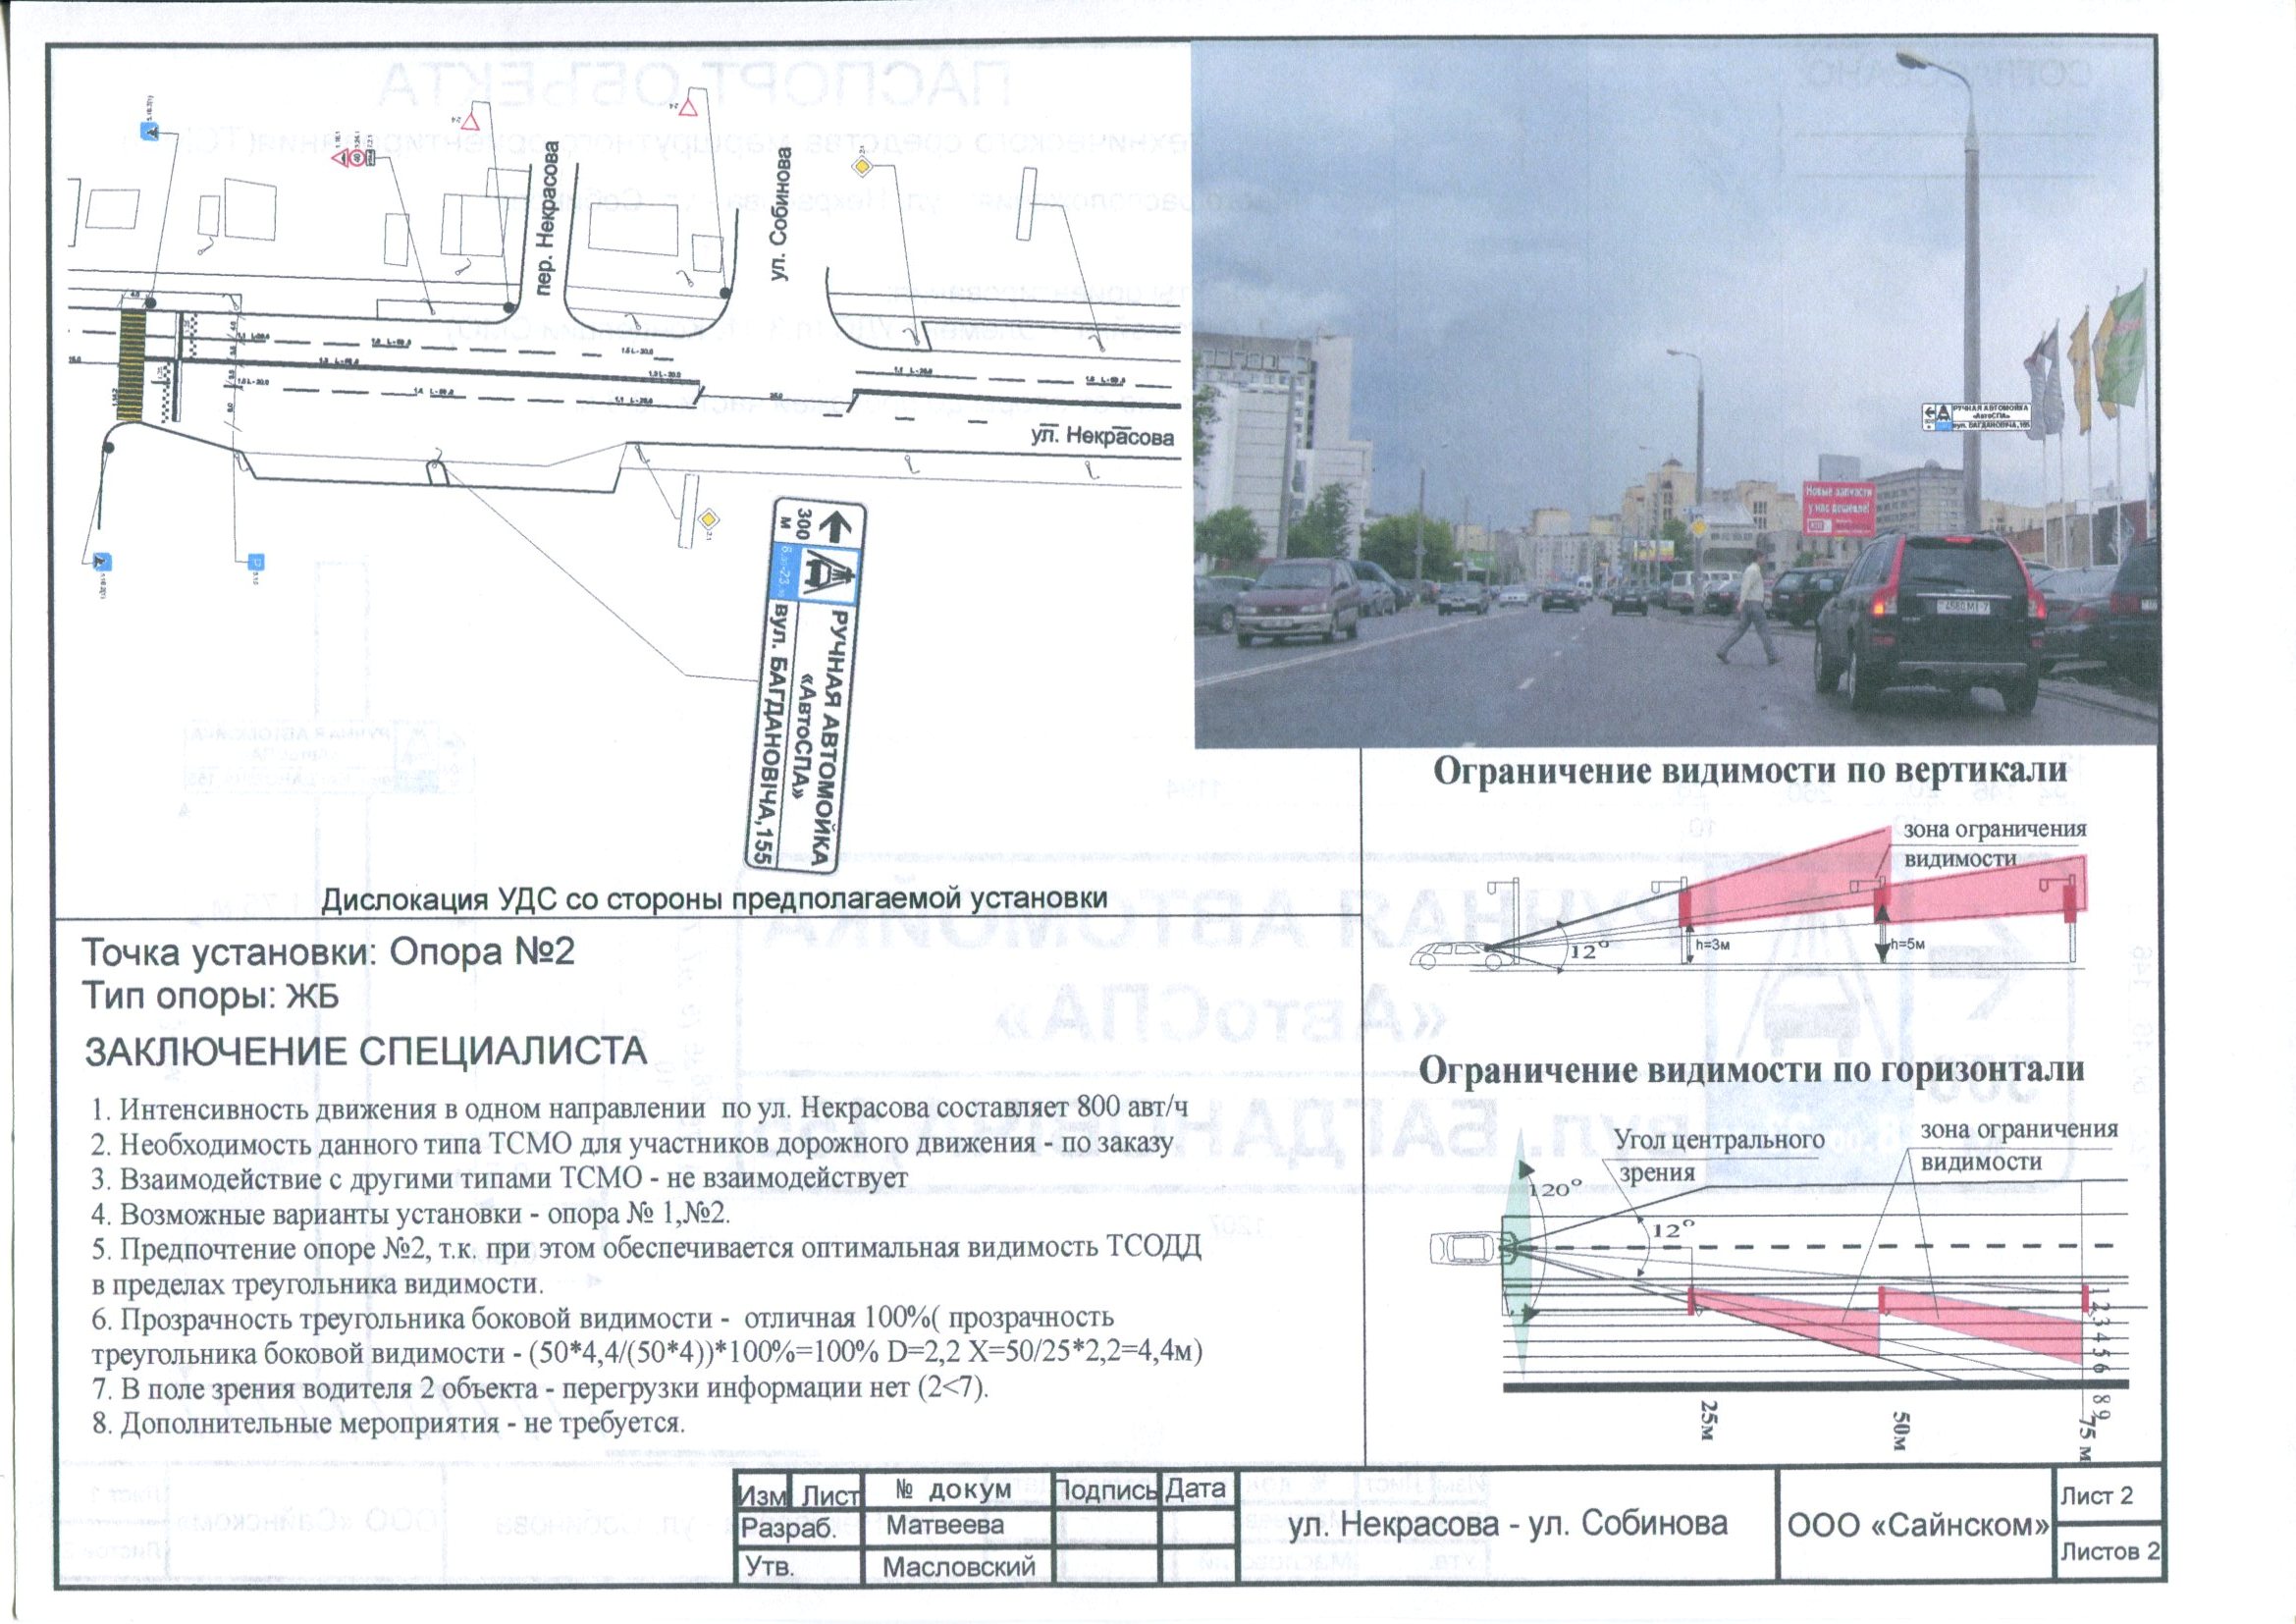 пер. Некрасова
ул. Собинова
ул. Некрасова
300
м
РУЧНАЯ АВТОМОЙКА
«АвтоСПА»
вул. БАГДАНОВІЧА,155
Дислокация УДС со стороны предполагаемой установки
РУЧНАЯ АВТОМОЙКА
«АвтоСПА»
вул. БАГДАНОВІЧА,155
Новые запчасти
у нас дешевле!
Точка установки: Опора №2
Тип опоры: ЖБ
ЗАКЛЮЧЕНИЕ СПЕЦИАЛИСТА
1. Интенсивность движения в одном направлении по ул. Некрасова составляет 800 авт/ч
2. Необходимость данного типа ТСМО для участников дорожного движения - по заказу
3. Взаимодействие с другими типами ТСМО - не взаимодействует
4. Возможные варианты установки - опора № 1,№2.
5. Предпочтение опоре №2, т.к. при этом обеспечивается оптимальная видимость ТСОДД
в пределах треугольника видимости.
6. Прозрачность треугольника боковой видимости - отличная 100%( прозрачность
треугольника боковой видимости - (50*4,4/(50*4))*100%=100% D=2,2 X=50/25*2,2=4,4м)
7. В поле зрения водителя 2 объекта - перегрузки информации нет (2<7).
8. Дополнительные мероприятия - не требуется.
Ограничение видимости по вертикали
зона ограничения
видимости
12°
h=3м
h=5м
Ограничение видимости по горизонтали
Угол центрального
зрения
зона ограничения
видимости
120°
12°
1 2 3 4 5 6 8 9
25м
50м
75 м
Изм Лист № докум Подпись Дата
Разраб. Матвеева
Утв. Масловский
ул. Некрасова - ул. Собинова
ООО «Сайнском»
Лист 2
Листов 2